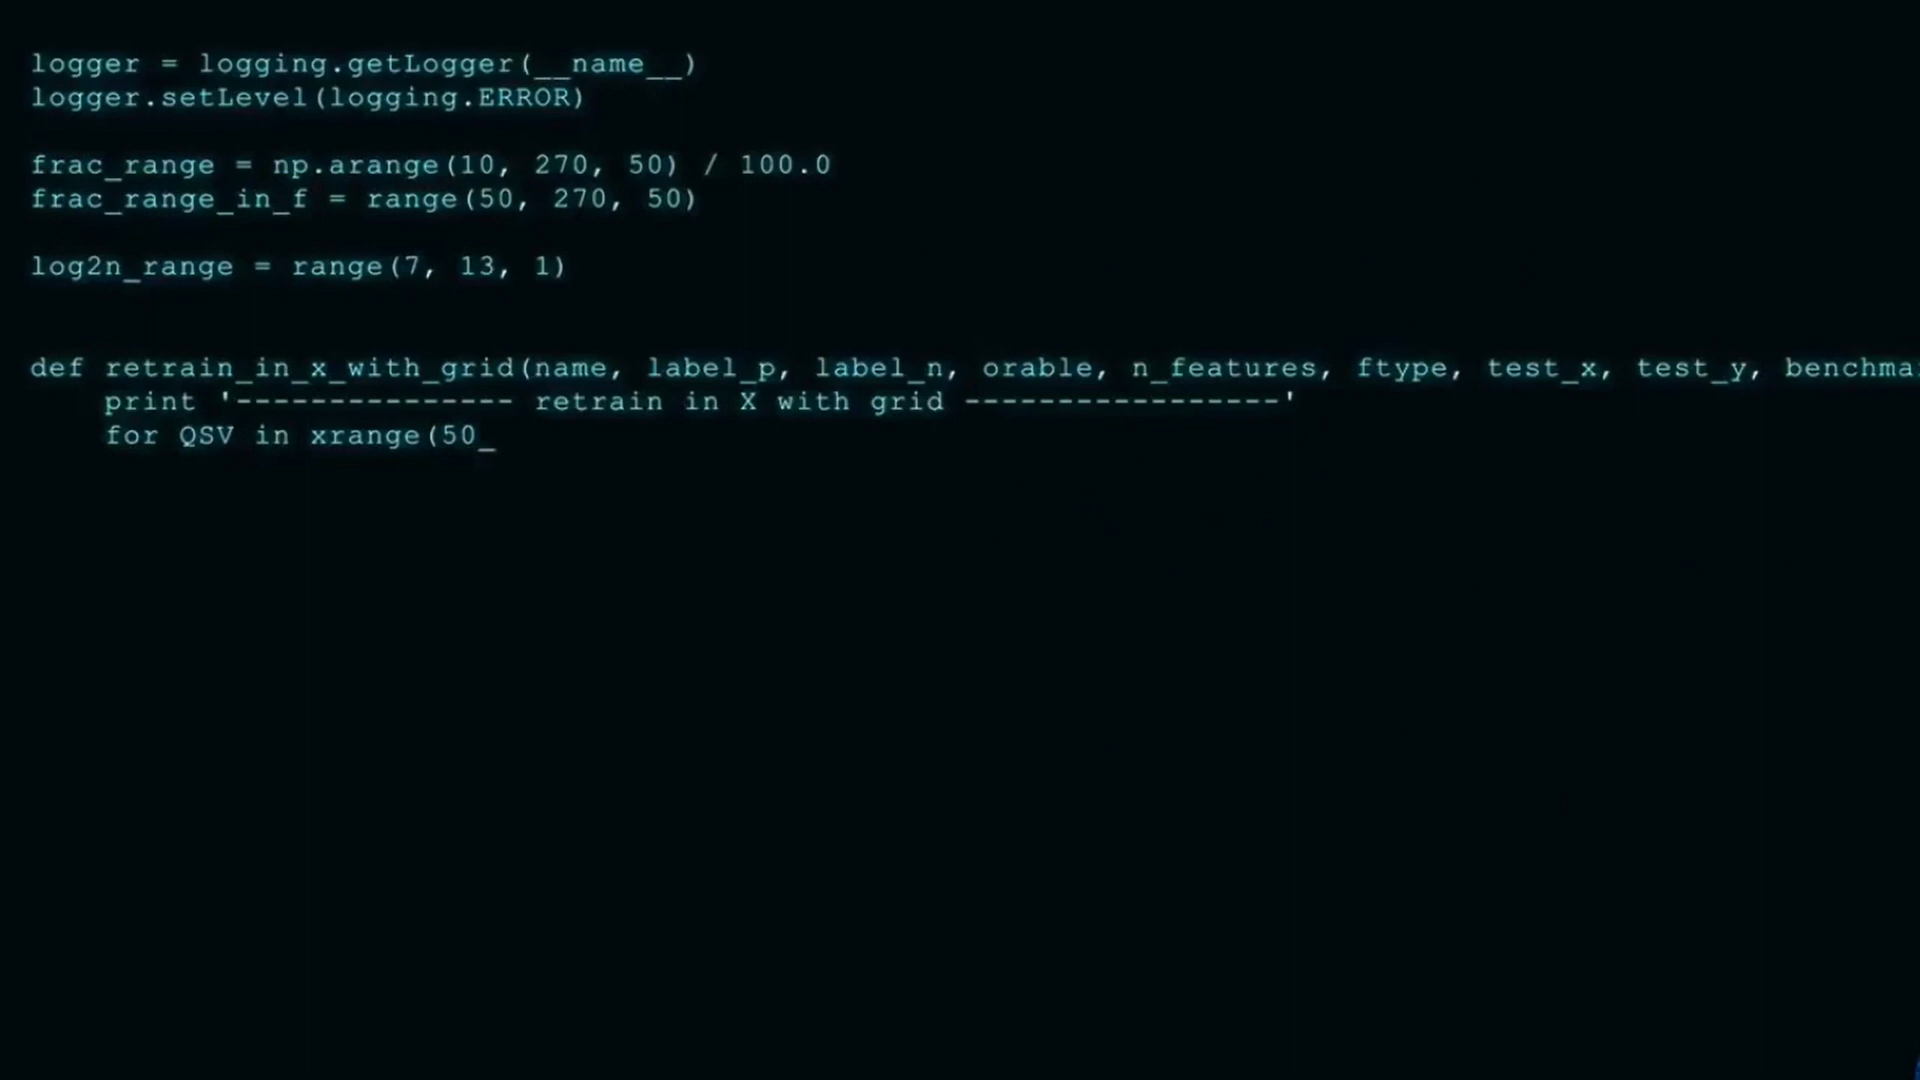 logger = logging.getLogger(__name__)
logger.setLevel(logging.ERROR)
frac_range = np.arange(10, 270, 50) / 100.0
frac_range_in_f = range(50, 270, 50)
log2n_range = range(7, 13, 1)
def retrain_in_x_with_grid(name, label_p, label_n, orable, n_features, ftype, test_x, test_y, benchma
print '--------------- retrain in X with grid -----------------'
for QSV in xrange(50_